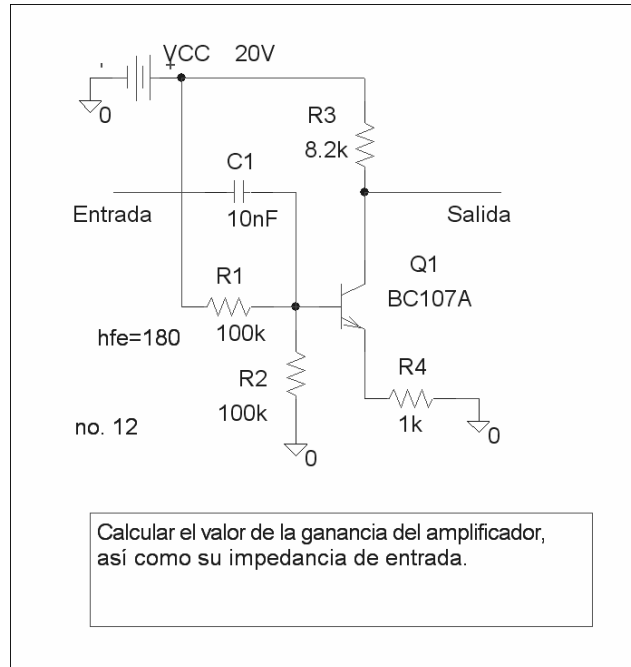 VCC 20V
0
R3
8.2k
C1
10nF
Entrada
Salida
Q1
BC107A
R1
100k
hfe=180
R2
100k
R4
1k
no. 12
0
0
Calcular el valor de la ganancia del amplificador,
así como su impedancia de entrada.